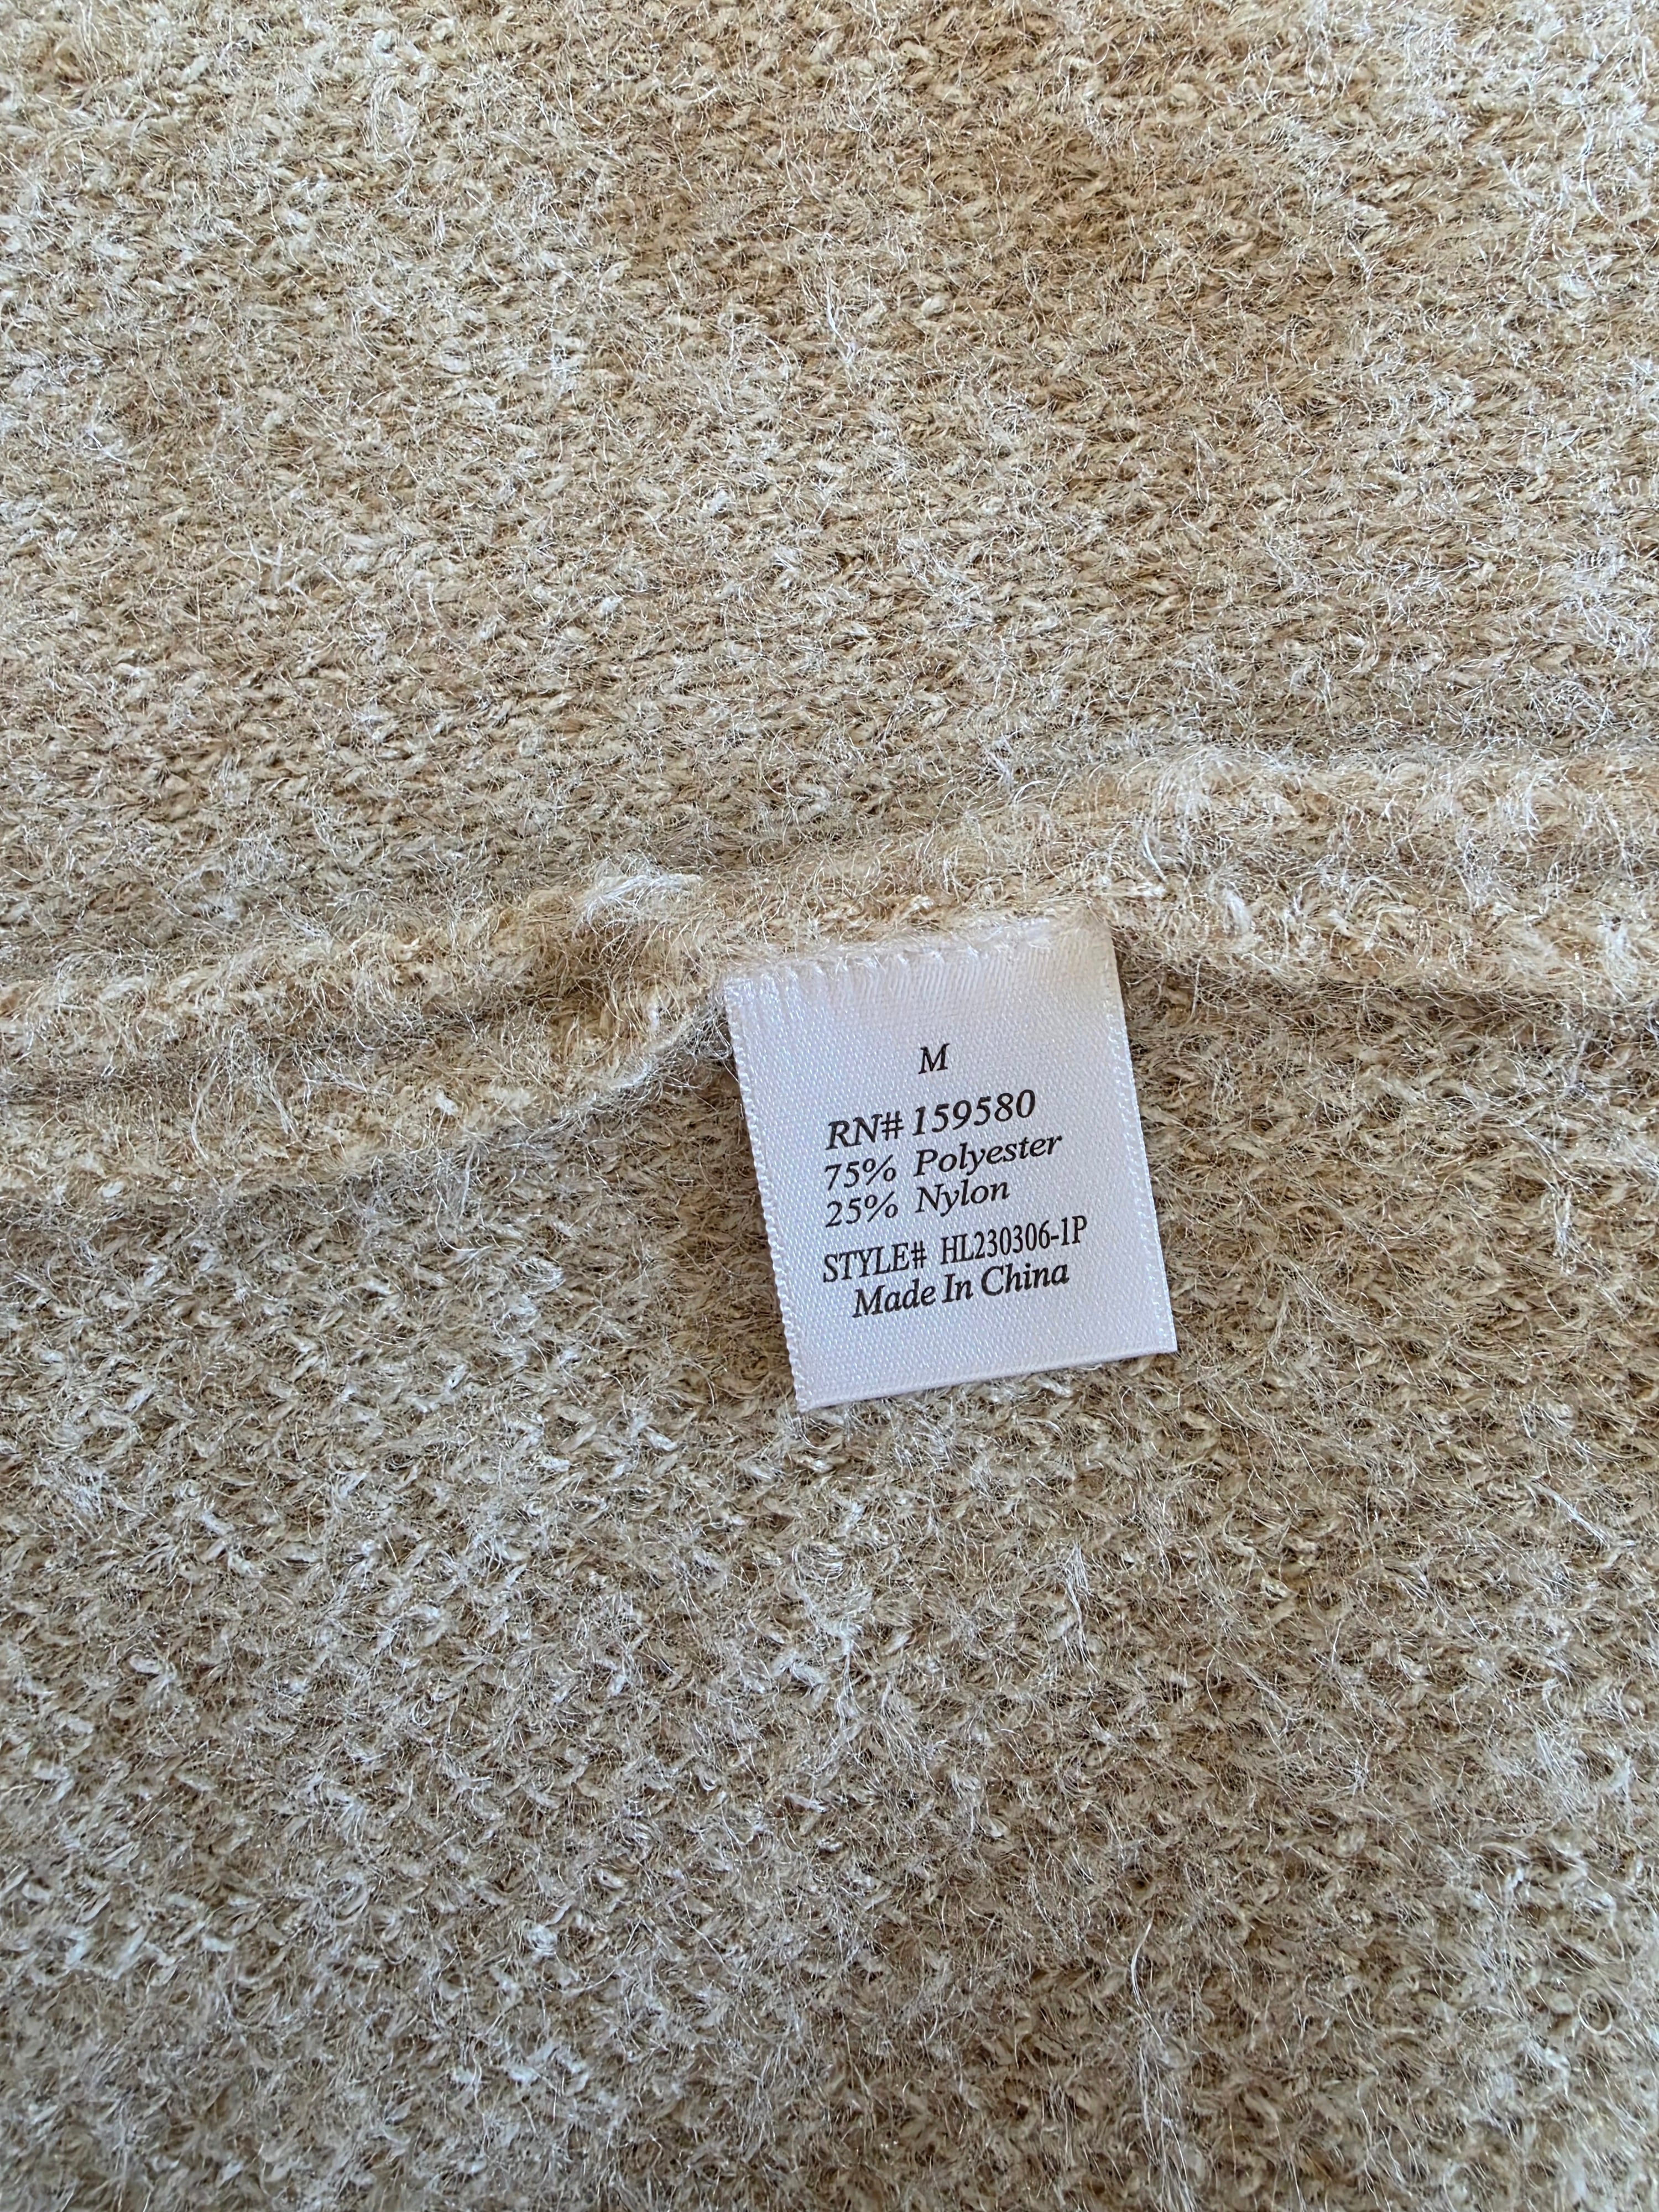 M
RN# 159580
75% Polyester
25% Nylon
STYLE# HL230306-1P
Made In China